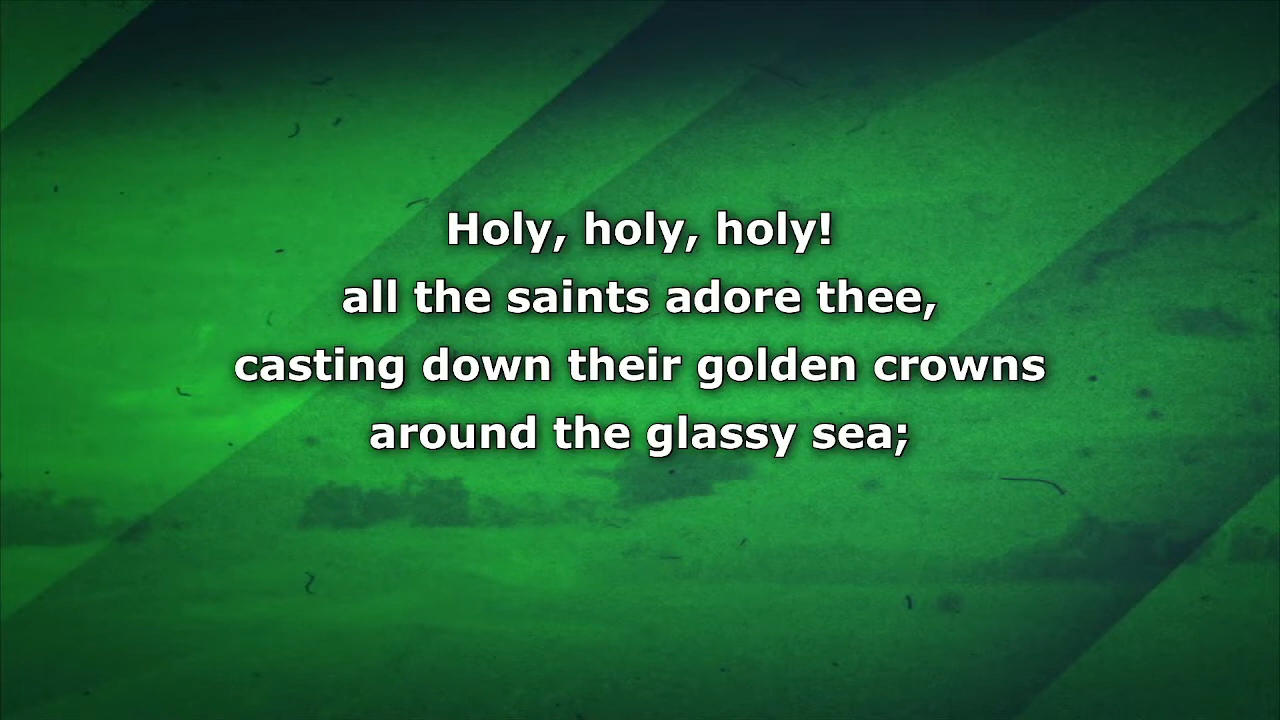 Holy, holy, holy!
all the saints adore thee,
casting down their golden crowns
around the glassy sea;